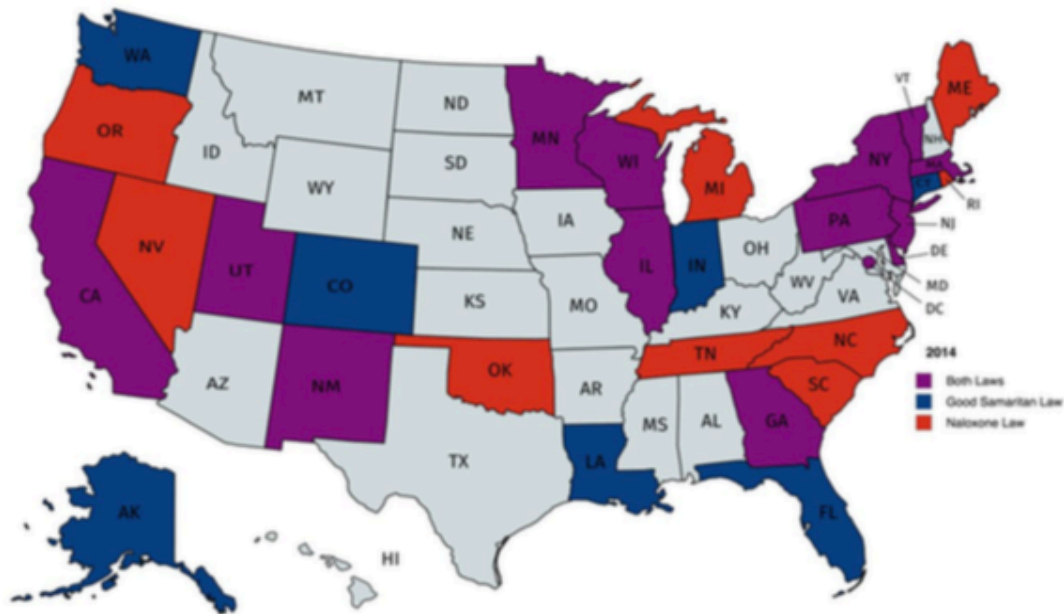 WA
MT
ND
MN
VT
ME
OR
ID
SD
WI
NY
NH
MA
WY
MI
CT
RI
IA
PA
NJ
NE
NV
OH
DE
UT
IL
IN
CA
CO
WV
MD
KS
MO
VA
DC
KY
NC
TN
2014
AZ
NM
OK
AR
SC
Both Laws
MS
AL
GA
Good Samaritan Law
Naloxone Law
TX
LA
AK
FL
HI